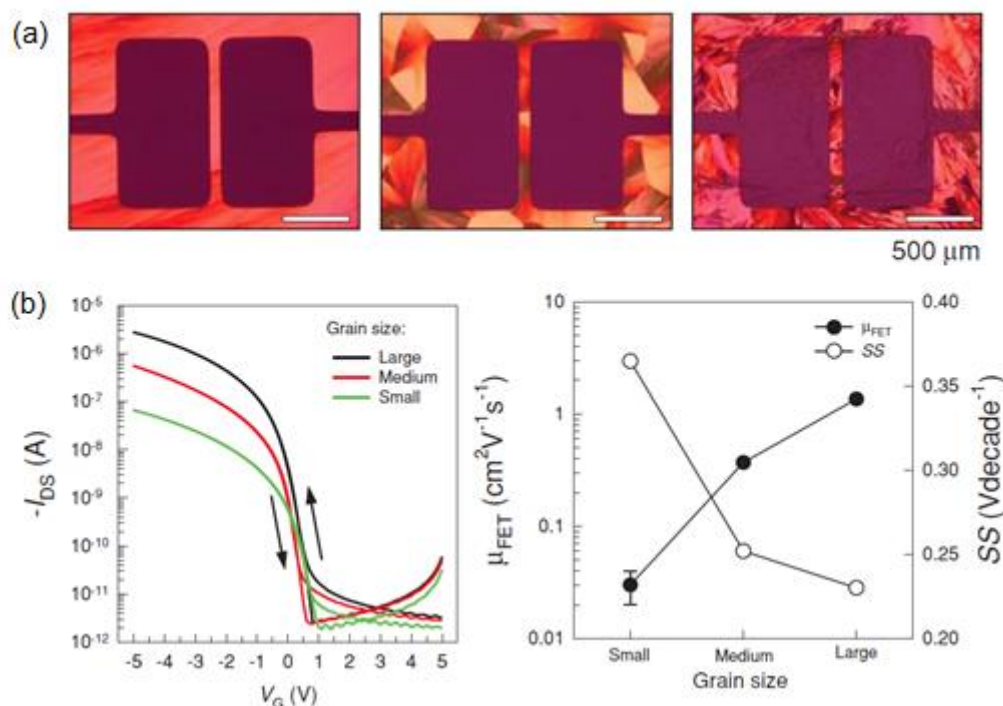 (a)
500 μm
(b)
10⁻⁵
10⁻⁶
10⁻⁷
10⁻⁸
10⁻⁹
10⁻¹⁰
10⁻¹¹
10⁻¹²
-I_DS (A)
Grain size:
Large
Medium
Small
-5 -4 -3 -2 -1 0 1 2 3 4 5
V_G (V)
10
1
0.1
0.01
μ_FET (cm²V⁻¹s⁻¹)
μ_FET
SS
0.40
0.35
0.30
0.25
0.20
SS (Vdecade⁻¹)
Small Medium Large
Grain size